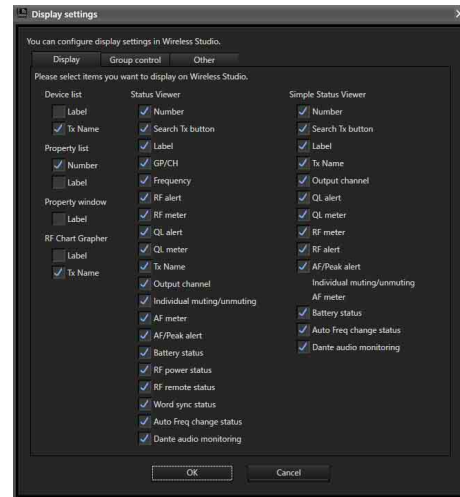 Display settings
You can configure display settings in Wireless Studio.
Display Group control Other
Please select items you want to display on Wireless Studio.
Device list
Label
Tx Name
Property list
Number
Label
Property window
Label
RF Chart Grapher
Label
Tx Name
Status Viewer
Number
Search Tx button
Label
GP/CH
Frequency
RF alert
RF meter
QL alert
QL meter
Tx Name
Output channel
Individual muting/unmuting
AF meter
AF/Peak alert
Battery status
RF power status
RF remote status
Word sync status
Auto Freq change status
Dante audio monitoring
Simple Status Viewer
Number
Search Tx button
Label
Tx Name
Output channel
QL alert
QL meter
RF meter
RF alert
AF/Peak alert
Individual muting/unmuting
AF meter
Battery status
Auto Freq change status
Dante audio monitoring
OK Cancel